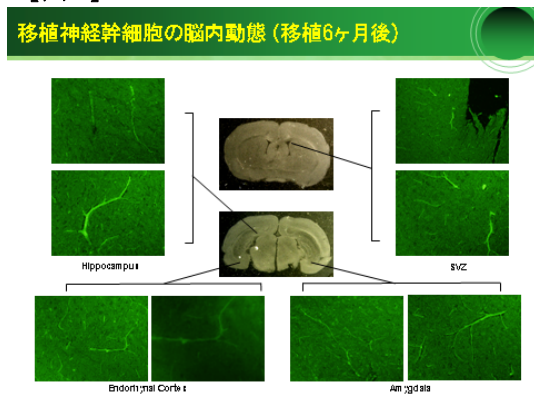 移植神経幹細胞の脳内動態（移植6ヶ月後）
Hippocampus
SVZ
Endorhynal Cortex
Amygdala